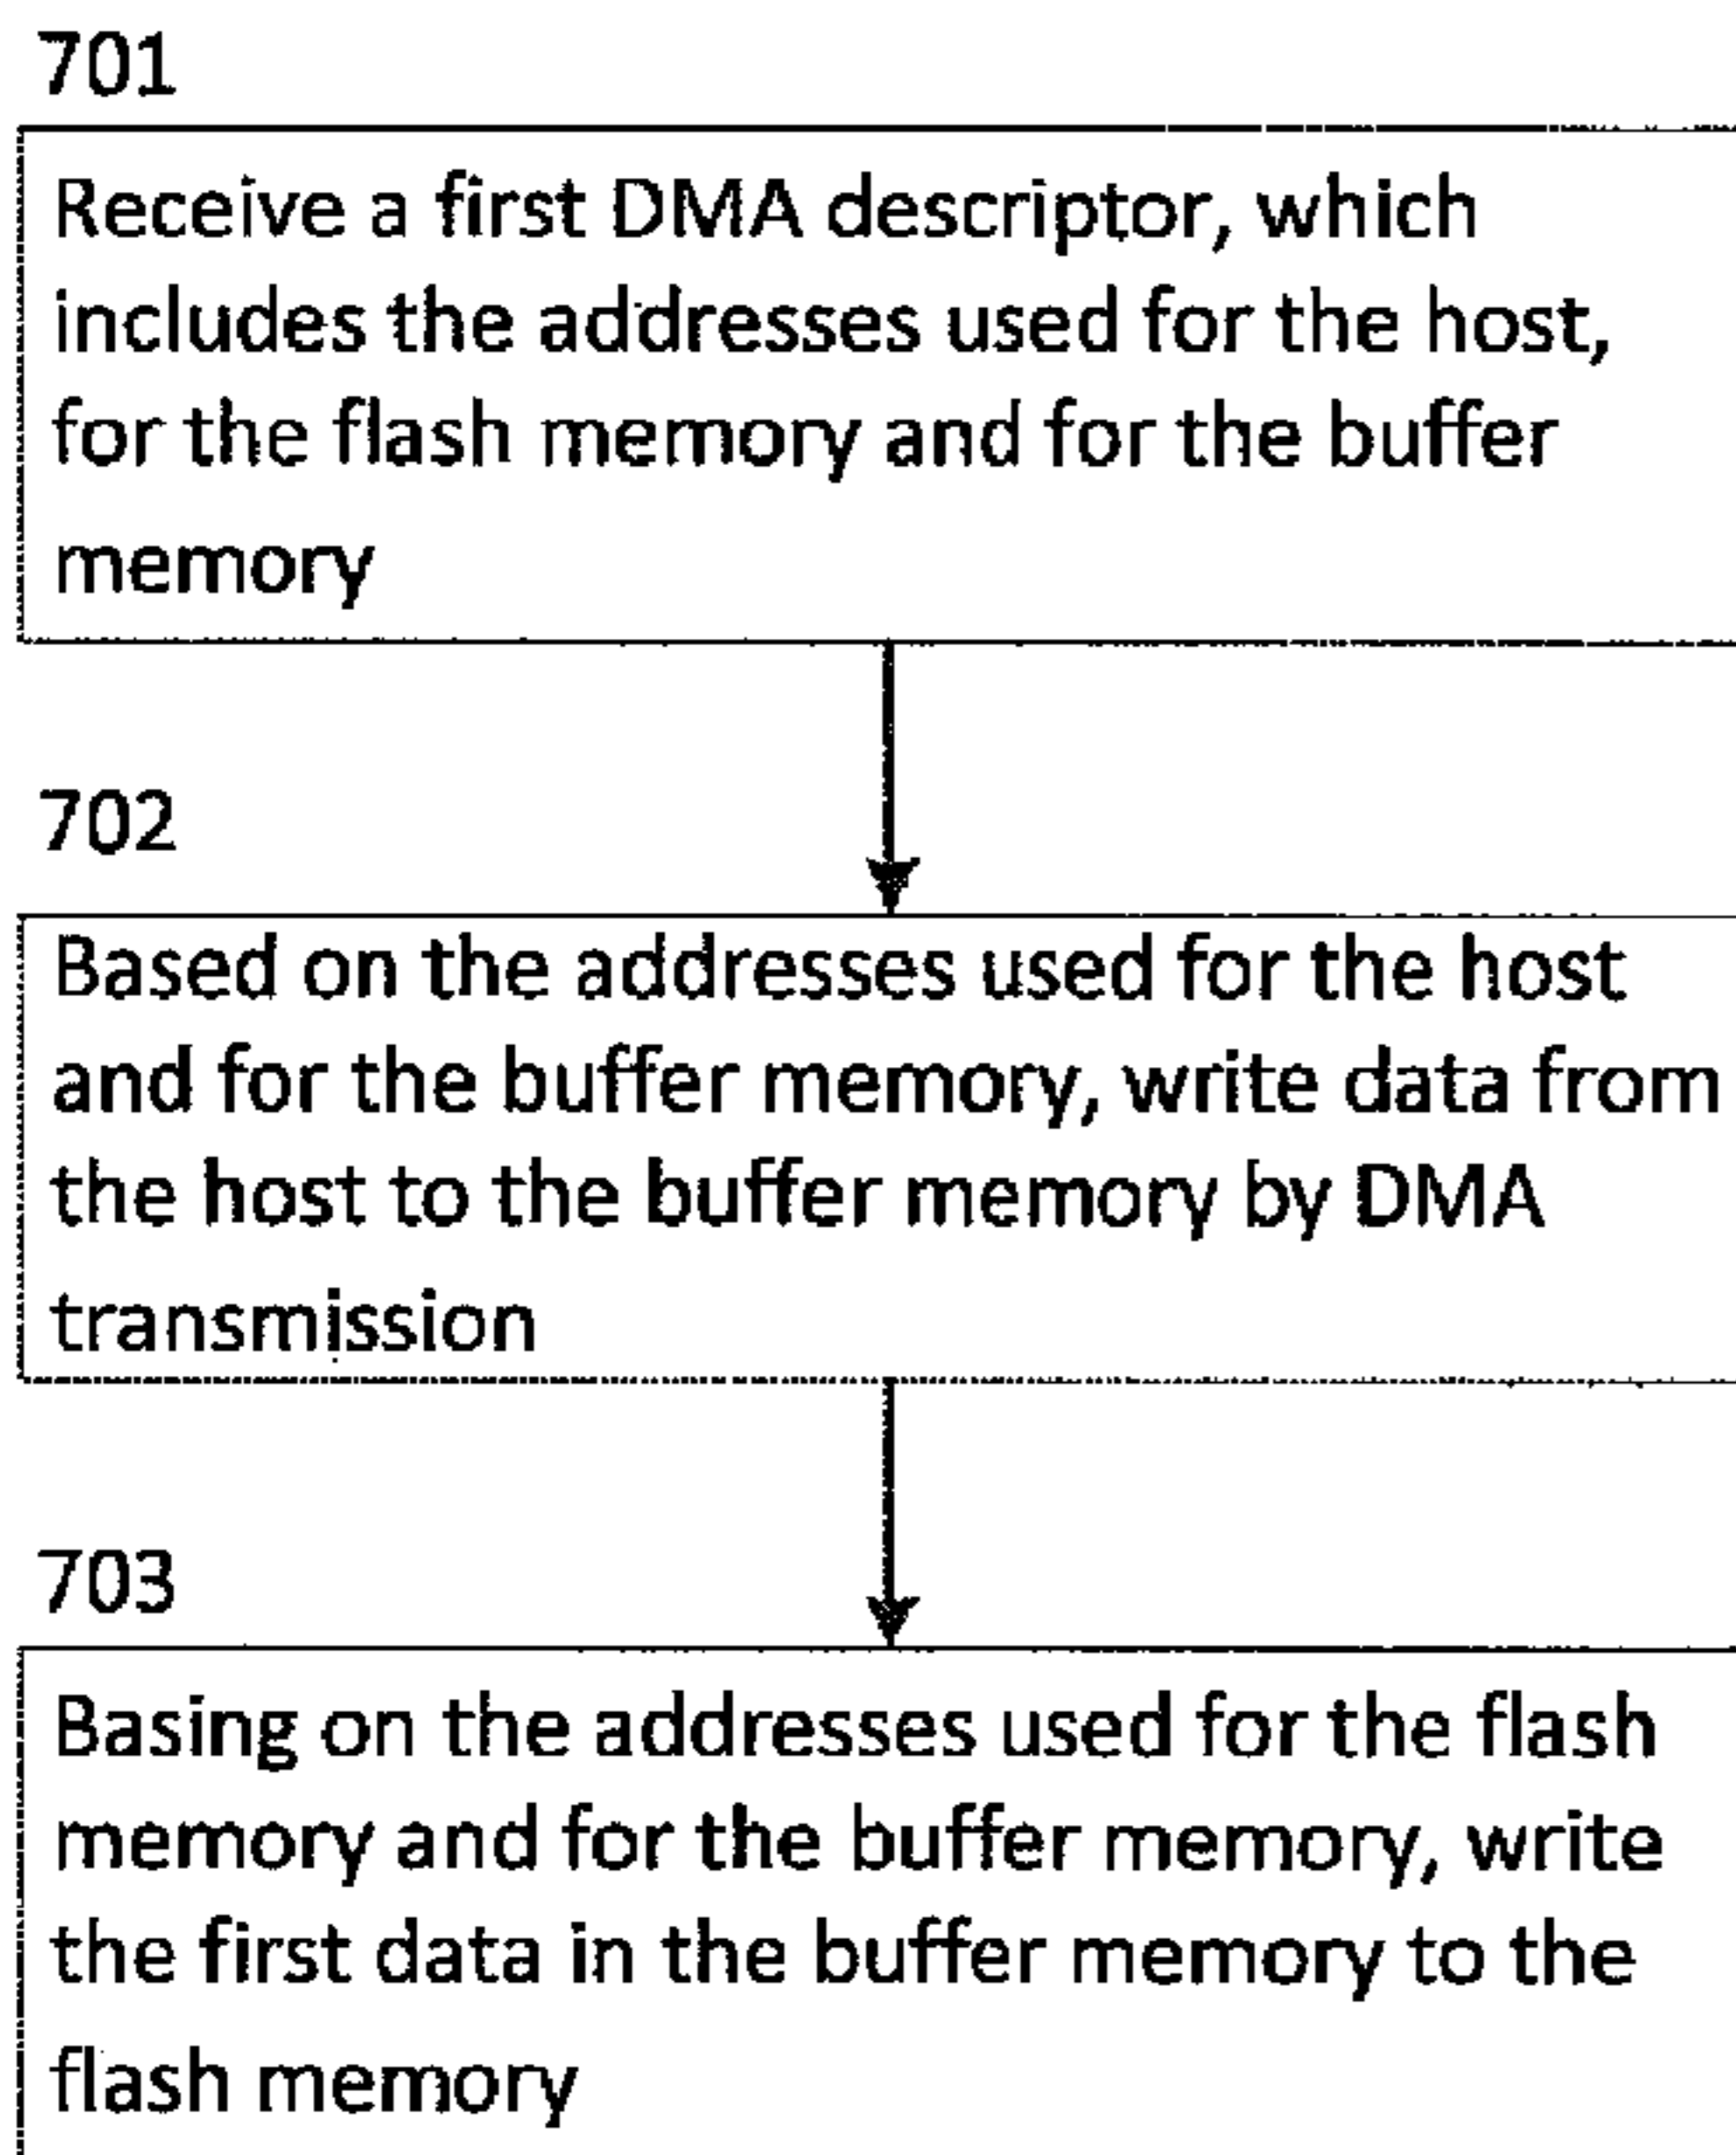 701
Receive a first DMA descriptor, which
includes the addresses used for the host,
for the flash memory and for the buffer
memory
702
Based on the addresses used for the host
and for the buffer memory, write data from
the host to the buffer memory by DMA
transmission
703
Basing on the addresses used for the flash
memory and for the buffer memory, write
the first data in the buffer memory to the
flash memory